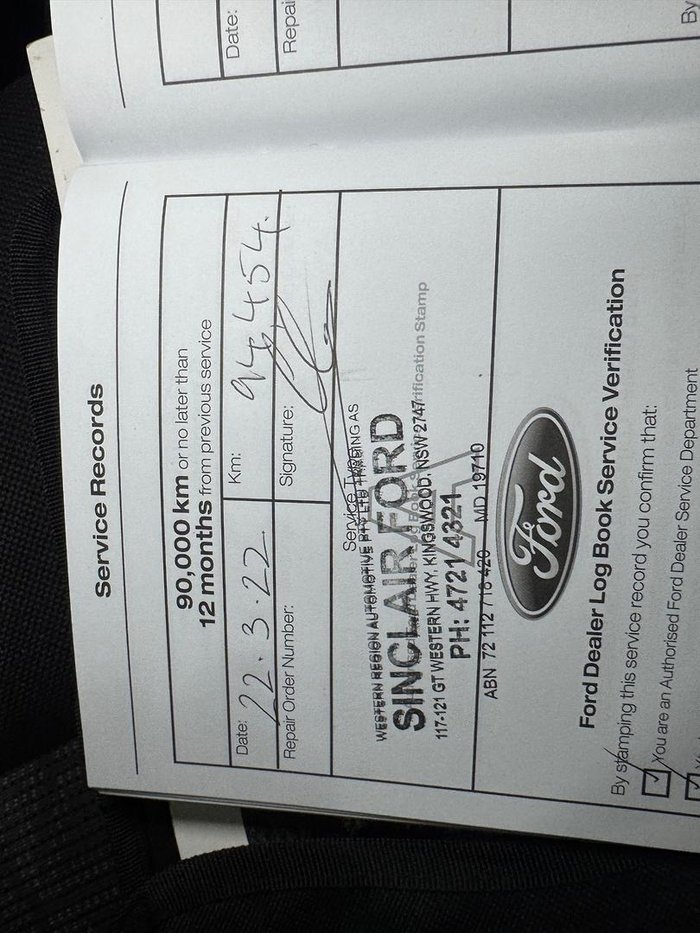 Date:
Repai
By
Service Records
90,000 km or no later than
12 months from previous service
Date: 22.3.22
Km: 94454.
Repair Order Number:
Signature:
Service Type:
WESTERN REGION AUTOMOTIVE PTY LTD TRADING AS
SINCLAIR FORD
117-121 GT WESTERN HWY, KINGSWOOD, NSW 2747
rification Stamp
PH: 4721 4321
ABN 72 112 716 420 MD 19710
Ford
Ford Dealer Log Book Service Verification
By stamping this service record you confirm that:
You are an Authorised Ford Dealer Service Department